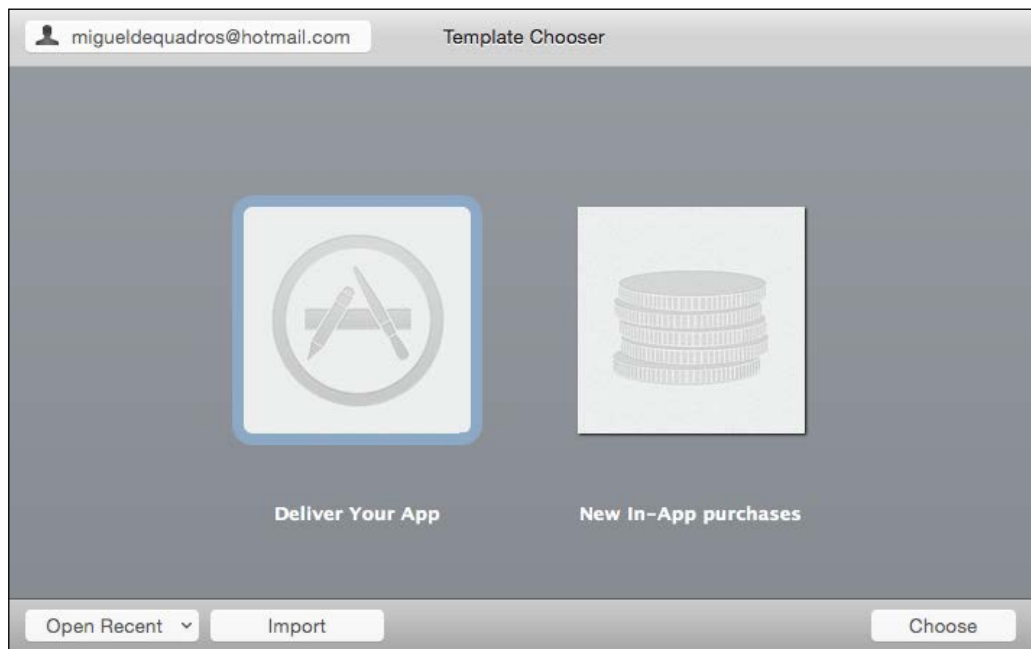 migueldequadros@hotmail.com
Template Chooser
Deliver Your App
New In-App purchases
Open Recent
Import
Choose